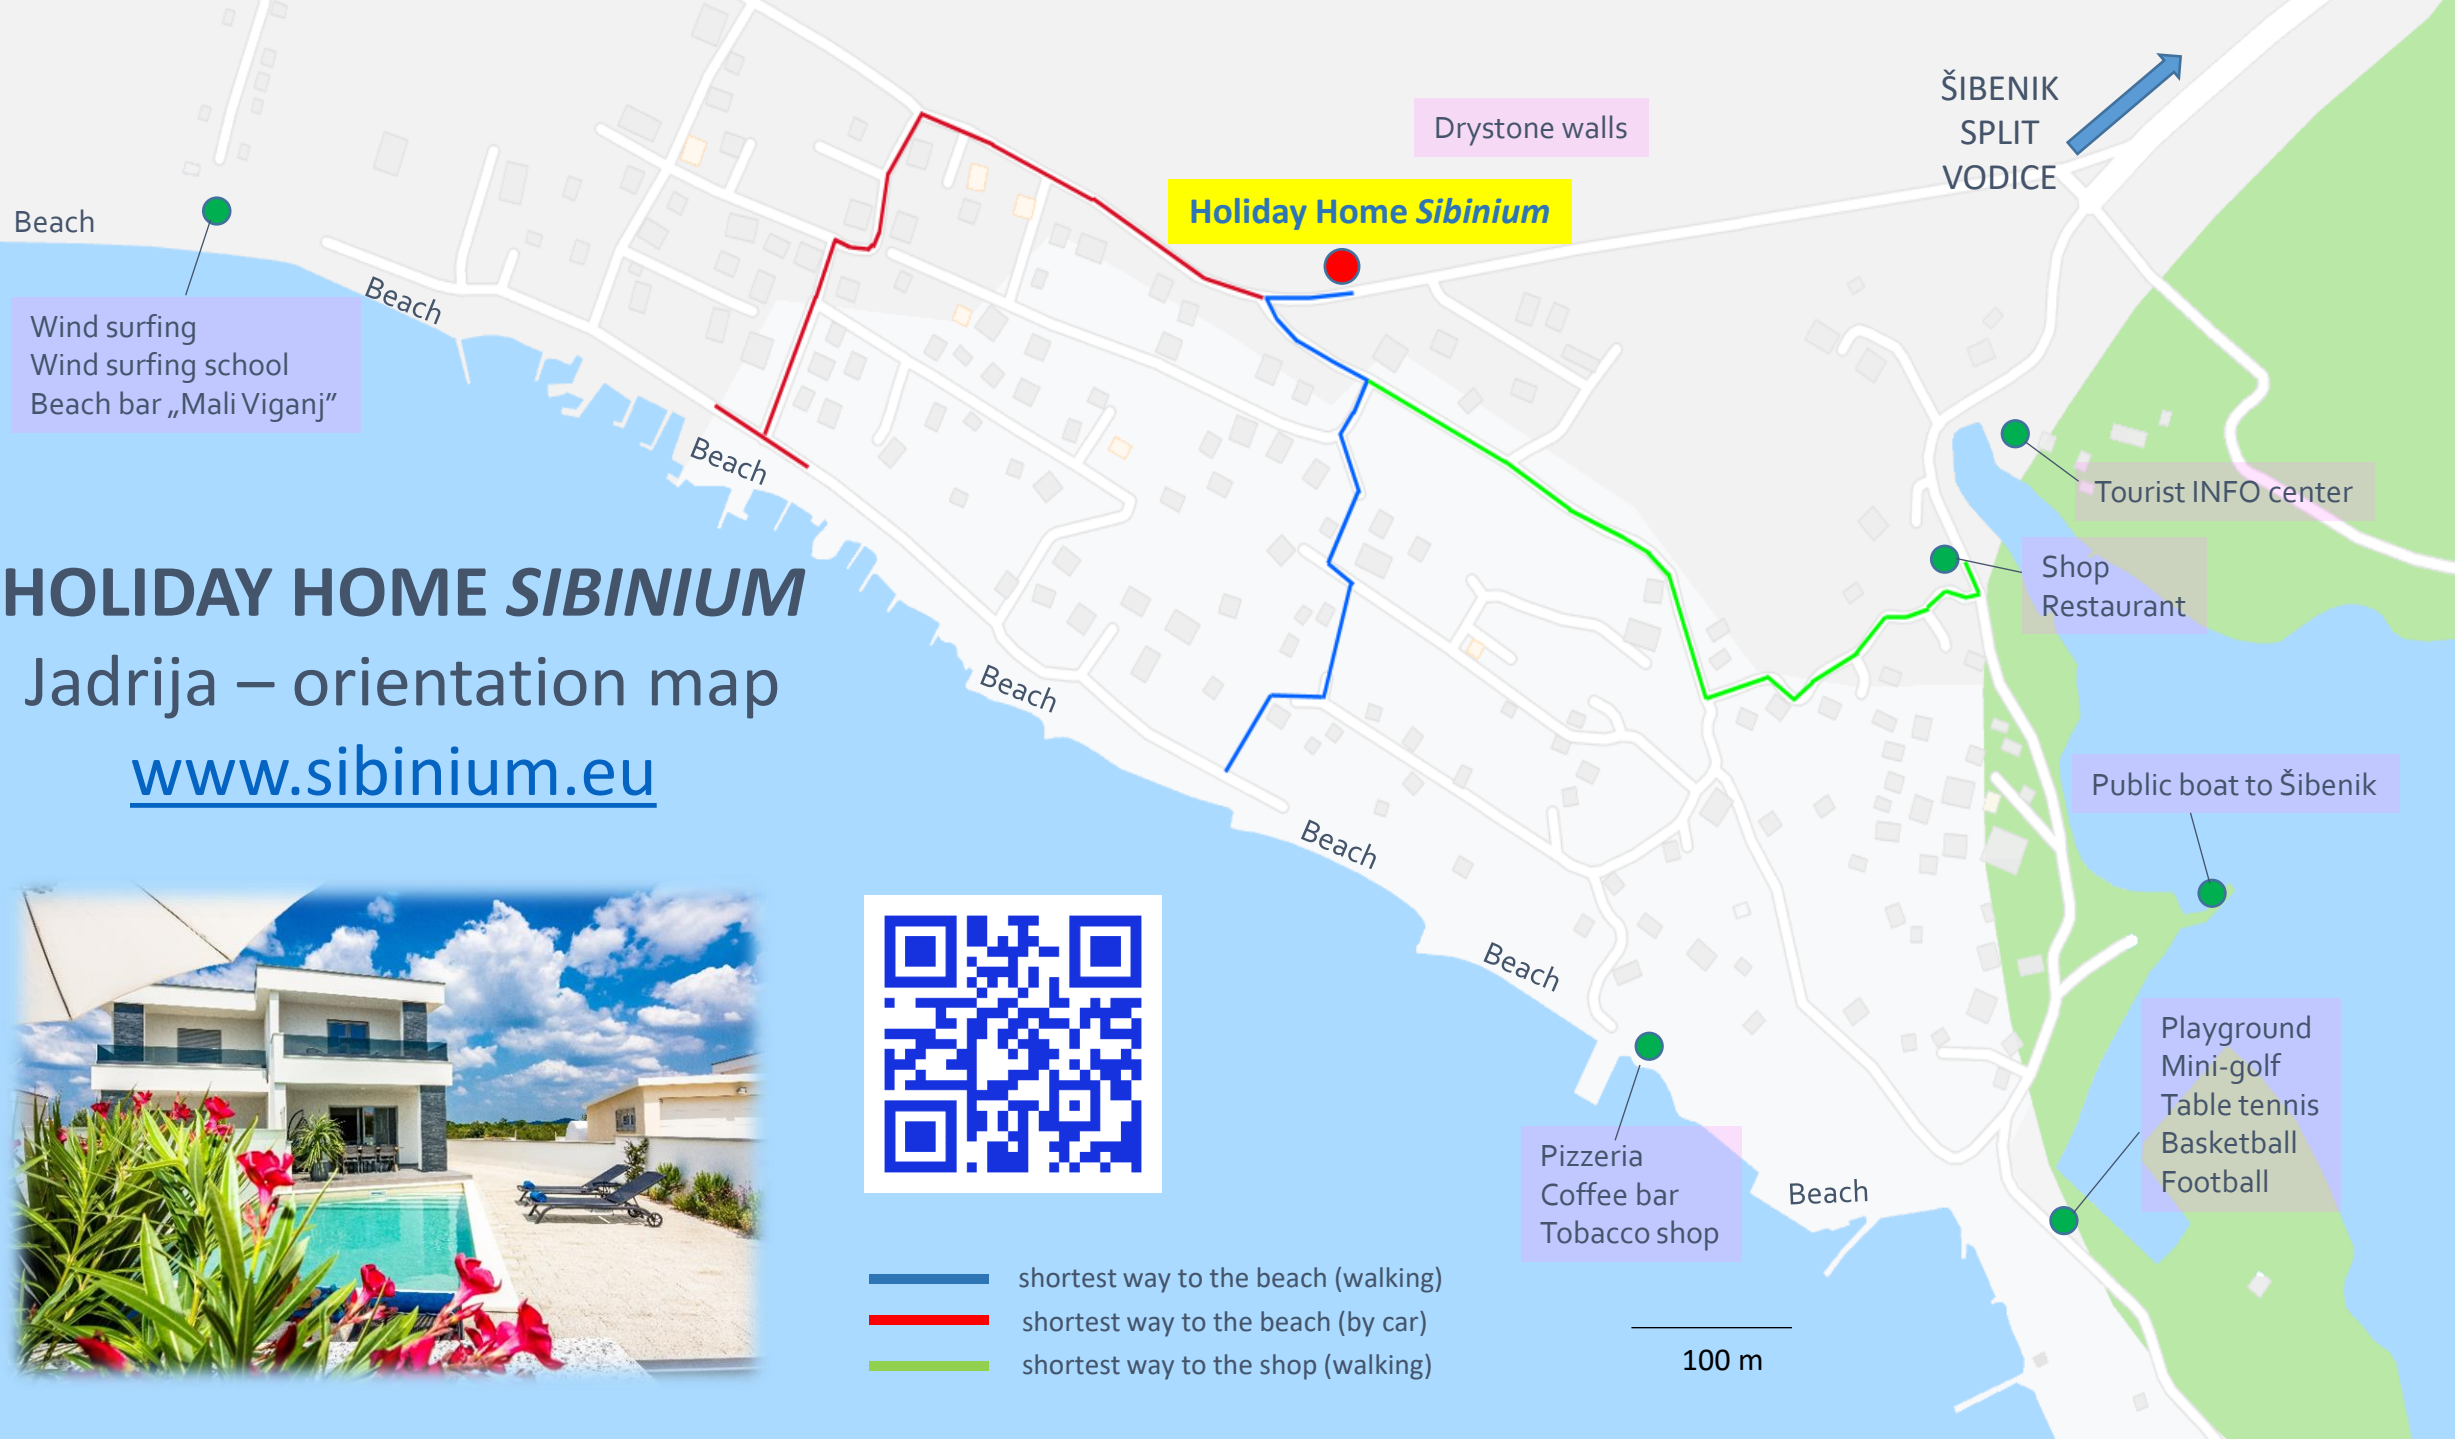 ŠIBENIK
SPLIT
VODICE
Drystone walls
Holiday Home Sibinium
Beach
Wind surfing
Wind surfing school
Beach bar „Mali Viganj”
Beach
Beach
Tourist INFO center
Shop
Restaurant
HOLIDAY HOME SIBINIUM
Jadrija – orientation map
www.sibinium.eu
Beach
Public boat to Šibenik
Beach
Beach
Playground
Mini-golf
Table tennis
Basketball
Football
Pizzeria
Coffee bar
Tobacco shop
Beach
shortest way to the beach (walking)
shortest way to the beach (by car)
shortest way to the shop (walking)
100 m